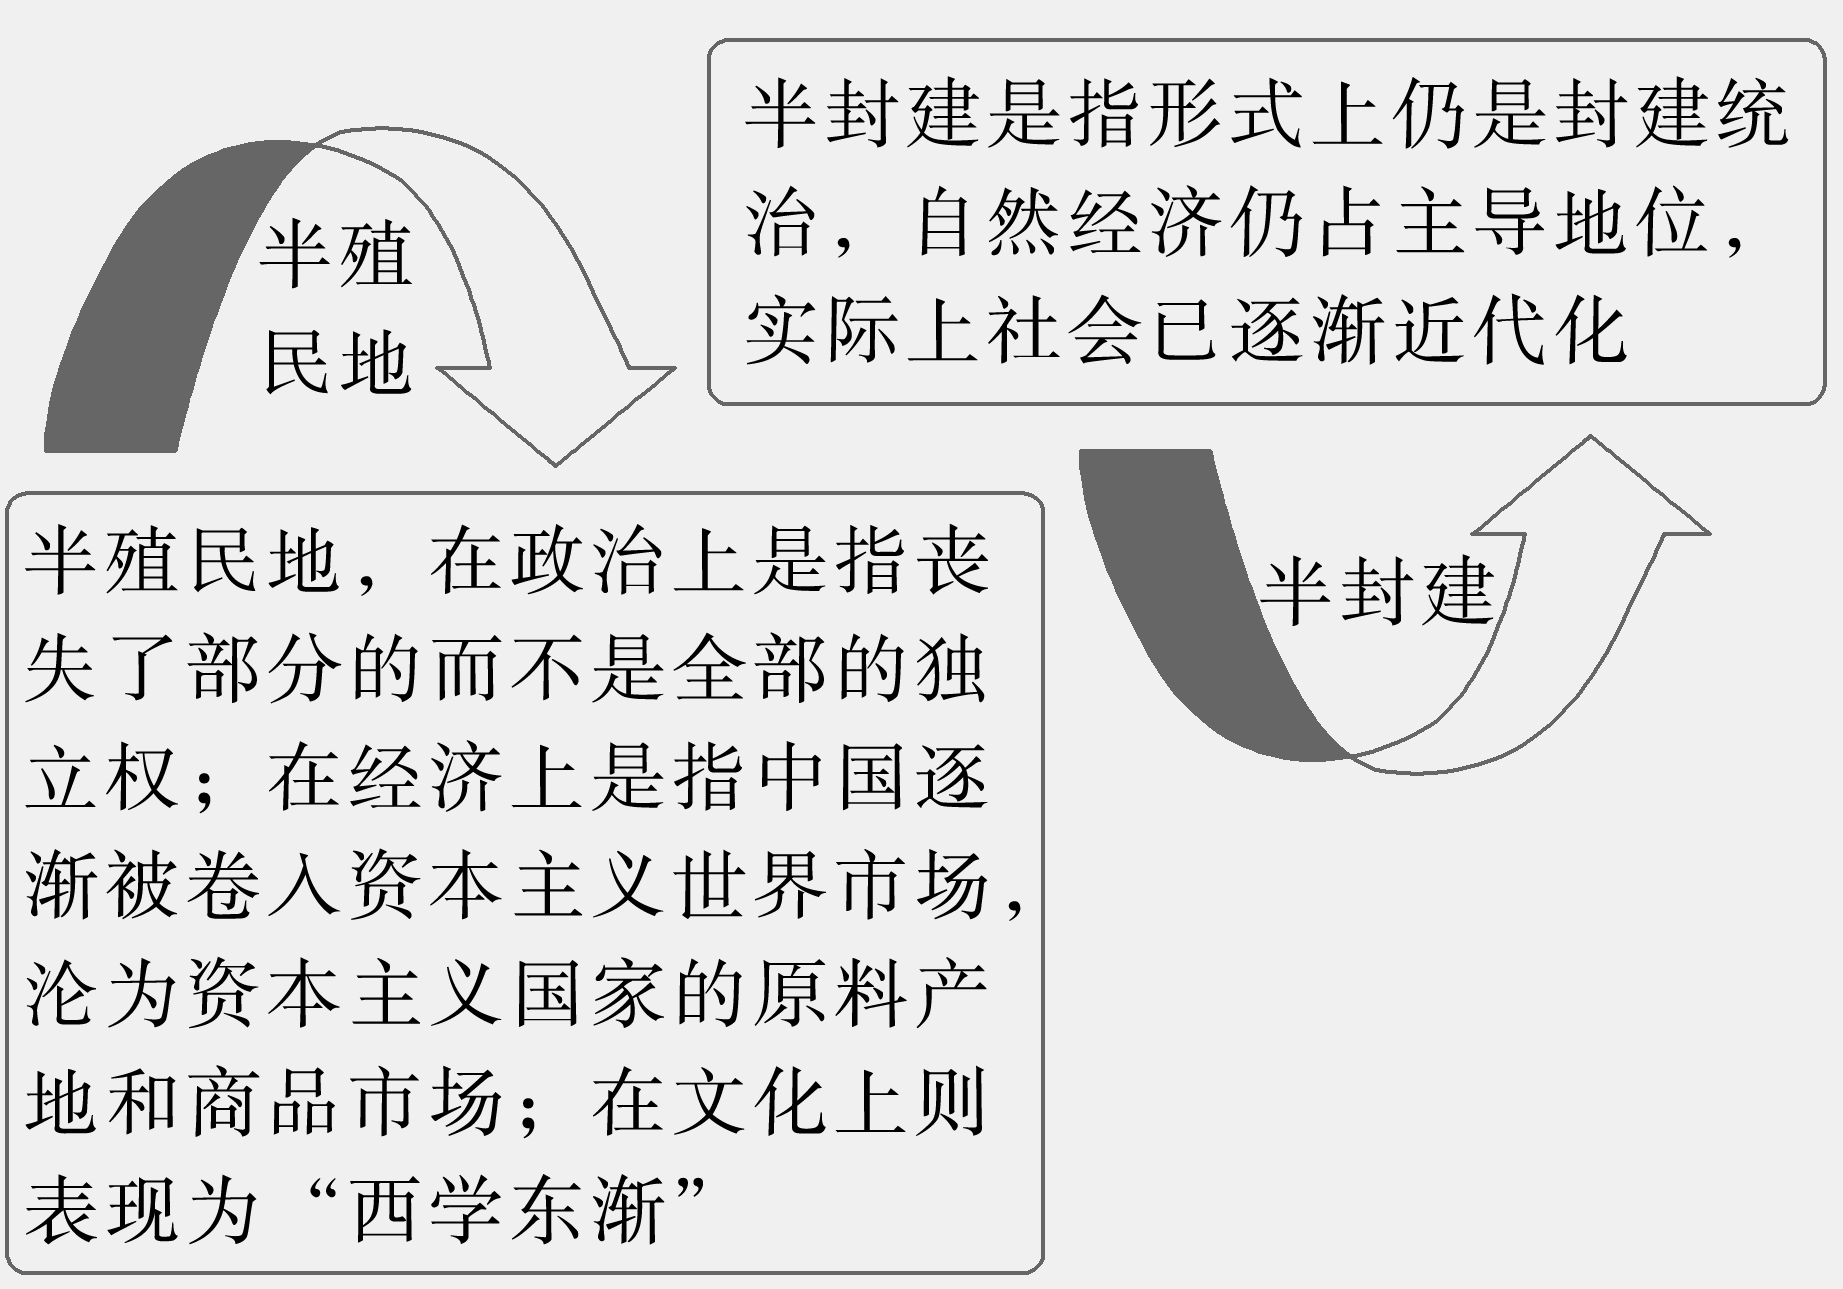 半殖
民地
半殖民地，在政治上是指丧
失了部分的而不是全部的独
立权；在经济上是指中国逐
渐被卷入资本主义世界市场，
沦为资本主义国家的原料产
地和商品市场；在文化上则
表现为“西学东渐”
半封建是指形式上仍是封建统
治，自然经济仍占主导地位，
实际上社会已逐渐近代化
半封建